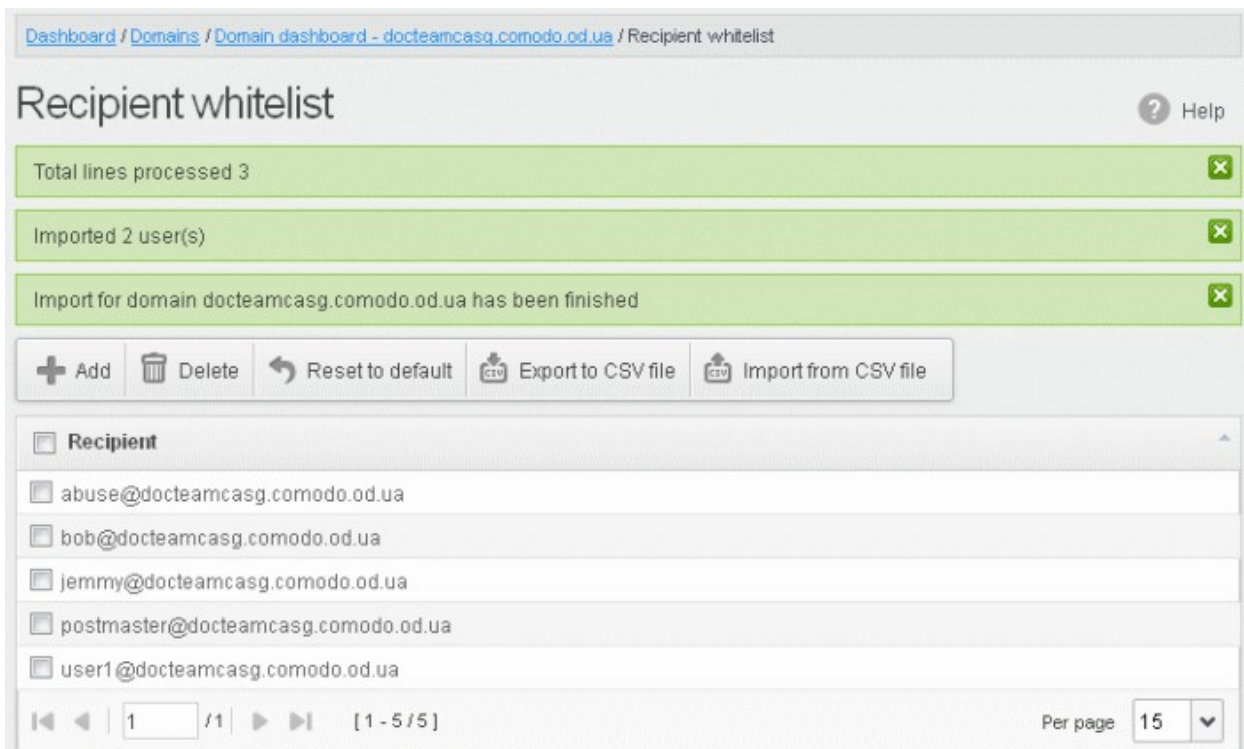 Dashboard / Domains / Domain dashboard - docteamcasg.comodo.od.ua / Recipient whitelist
Recipient whitelist
Help
Total lines processed 3
Imported 2 user(s)
Import for domain docteamcasg.comodo.od.ua has been finished
Add Delete Reset to default CSV Export to CSV file CSV Import from CSV file
Recipient
abuse@docteamcasg.comodo.od.ua
bob@docteamcasg.comodo.od.ua
jemmy@docteamcasg.comodo.od.ua
postmaster@docteamcasg.comodo.od.ua
user1@docteamcasg.comodo.od.ua
1 /1 [1 - 5 / 5] Per page 15